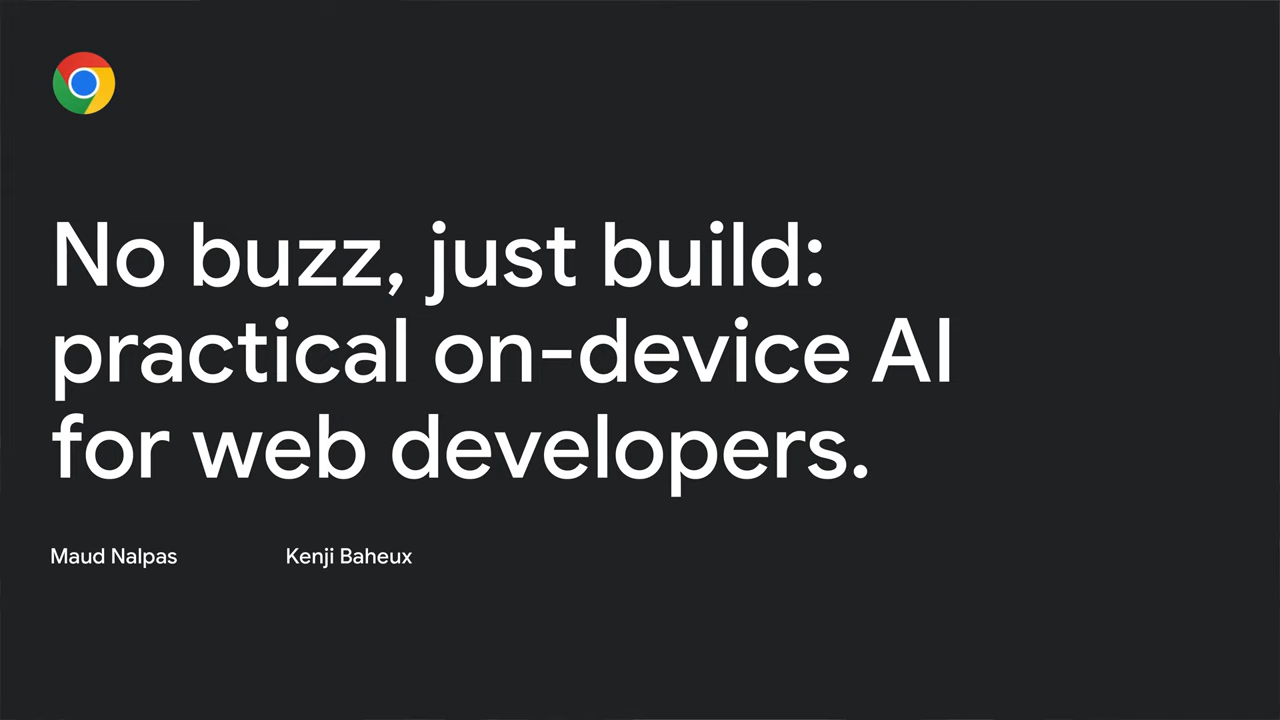 No buzz, just build:
practical on-device AI
for web developers.
Maud Nalpas
Kenji Baheux